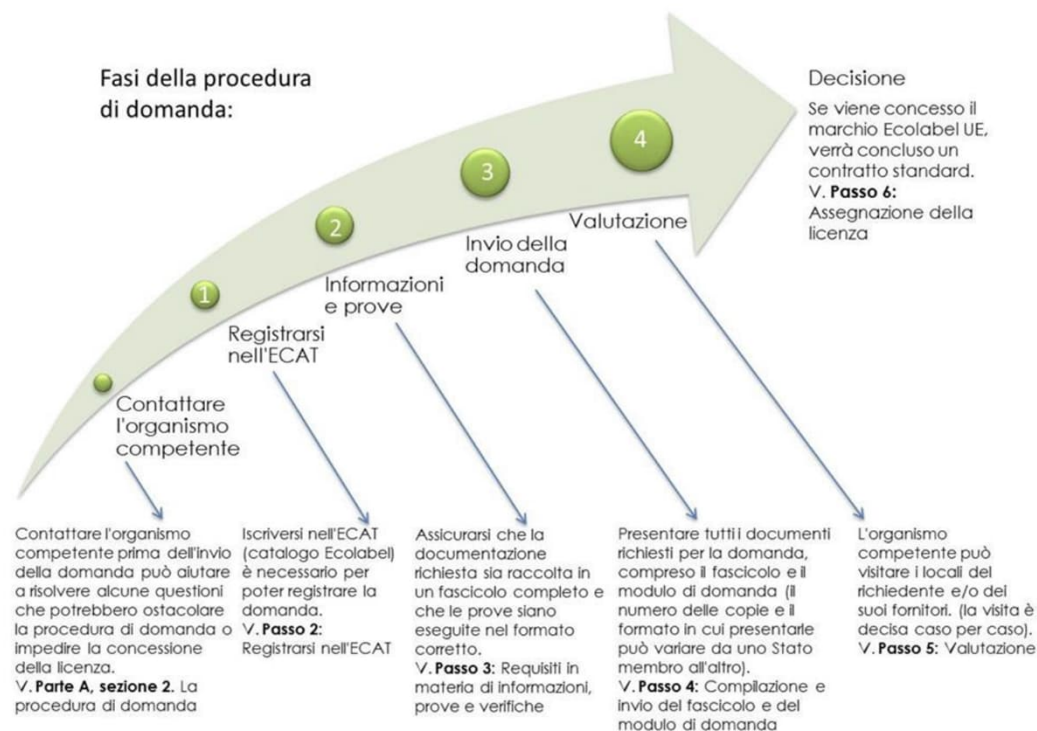 Fasi della procedura
di domanda:
Decisione
Se viene concesso il
marchio Ecolabel UE,
verrà concluso un
contratto standard.
V. Passo 6:
Assegnazione della
licenza
4
3
2
1
Valutazione
Invio della
domanda
Informazioni
e prove
Registrarsi
nell'ECAT
Contattare
l'organismo
competente
Contattare l'organismo
competente prima dell'invio
della domanda può aiutare
a risolvere alcune questioni
che potrebbero ostacolare
la procedura di domanda o
impedire la concessione
della licenza.
V. Parte A, sezione 2. La
procedura di domanda
Iscriversi nell'ECAT
(catalogo Ecolabel)
è necessario per
poter registrare la
domanda.
V. Passo 2:
Registrarsi nell'ECAT
Assicurarsi che la
documentazione
richiesta sia raccolta in
un fascicolo completo e
che le prove siano
eseguite nel formato
corretto.
V. Passo 3: Requisiti in
materia di informazioni,
prove e verifiche
Presentare tutti i documenti
richiesti per la domanda,
compreso il fascicolo e il
modulo di domanda (il
numero delle copie e il
formato in cui presentarle
può variare da uno Stato
membro all'altro).
V. Passo 4: Compilazione e
invio del fascicolo e del
modulo di domanda
L'organismo
competente può
visitare i locali del
richiedente e/o dei
suoi fornitori. (la visita è
decisa caso per caso).
V. Passo 5: Valutazione